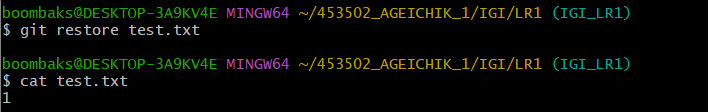 boombaks@DESKTOP-3A9KV4E MINGW64 ~/453502_AGEICHIK_1/IGI/LR1 (IGI_LR1)
$ git restore test.txt
boombaks@DESKTOP-3A9KV4E MINGW64 ~/453502_AGEICHIK_1/IGI/LR1 (IGI_LR1)
$ cat test.txt
1